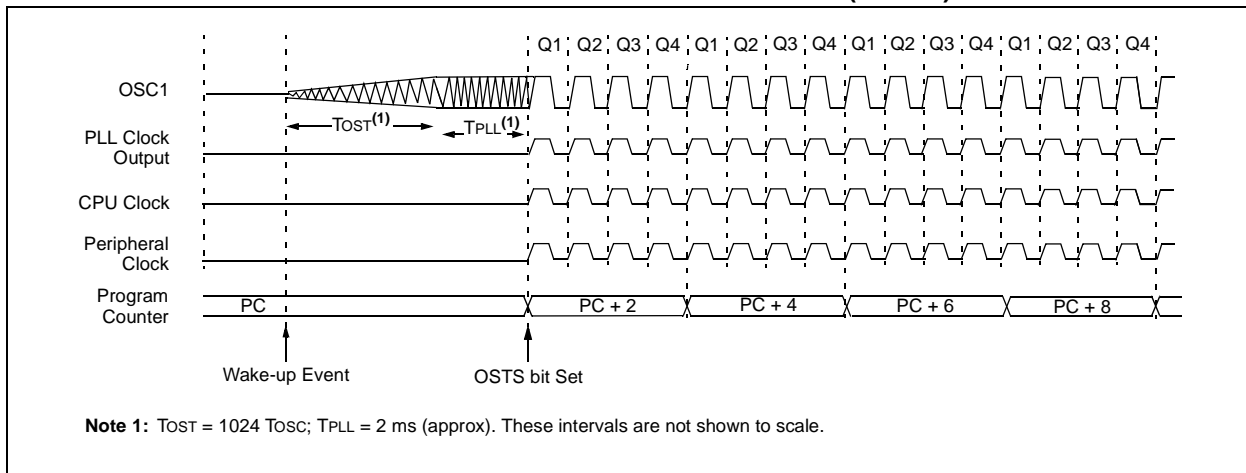 Q1 Q2 Q3 Q4 Q1 Q2 Q3 Q4 Q1 Q2 Q3 Q4 Q1 Q2 Q3 Q4
OSC1
TOST(1) TPLL(1)
PLL Clock
Output
CPU Clock
Peripheral
Clock
Program
Counter
PC PC + 2 PC + 4 PC + 6 PC + 8
Wake-up Event OSTS bit Set
Note 1: TOST = 1024 TOSC; TPLL = 2 ms (approx). These intervals are not shown to scale.